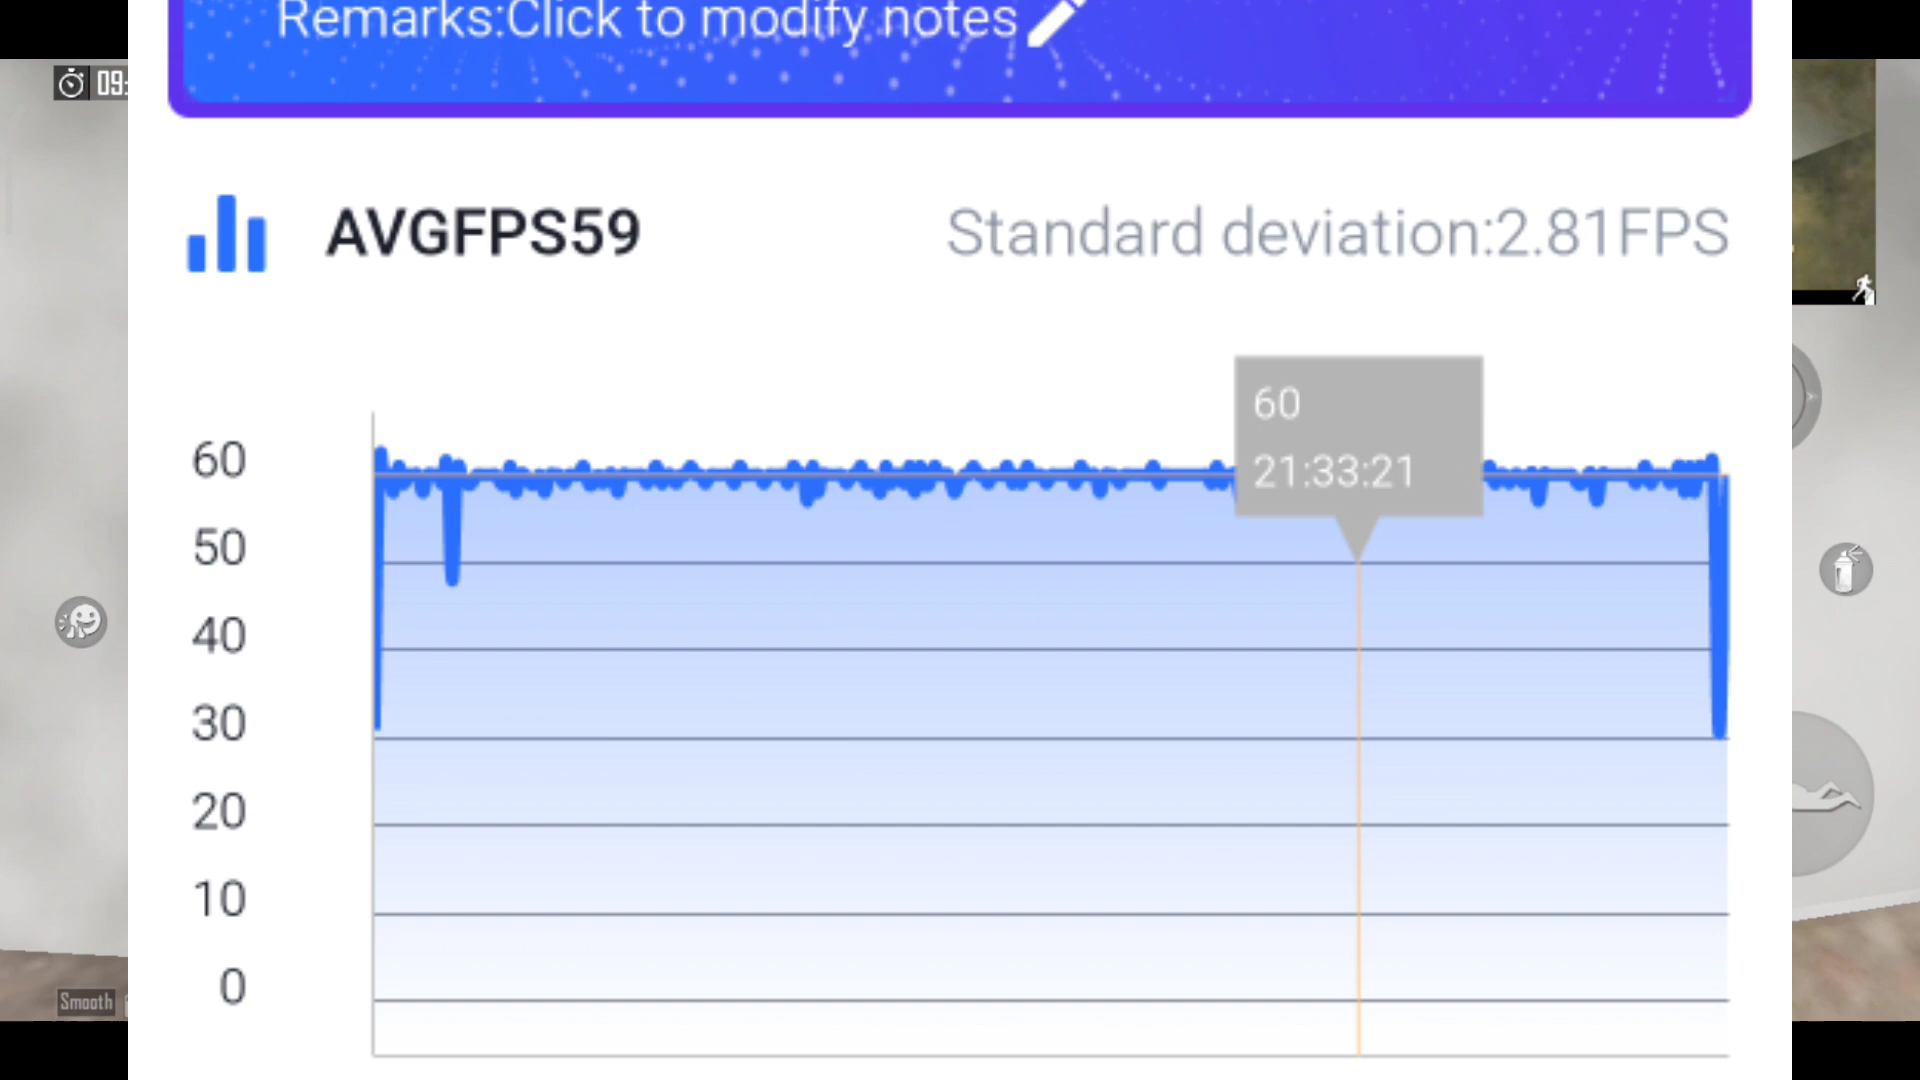 Remarks:Click to modify notes
09:
AVGFPS59
Standard deviation:2.81FPS
60
21:33:21
60
50
40
30
20
10
0
Smooth